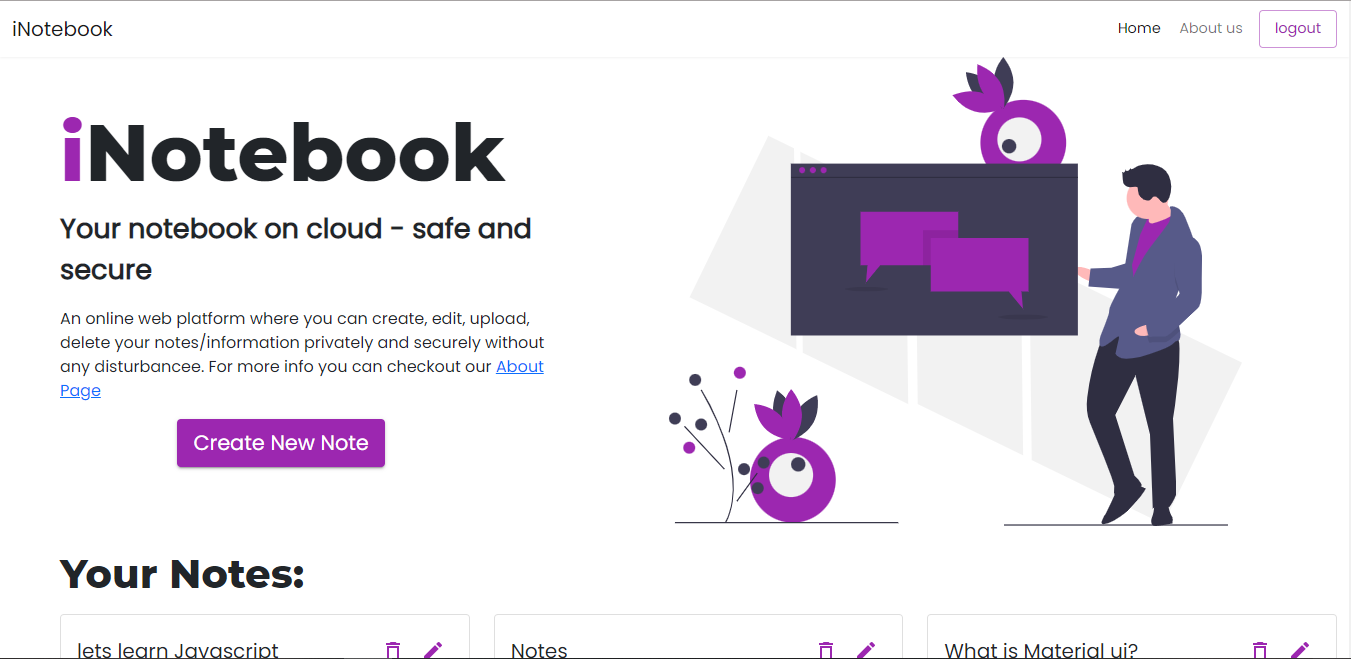 iNotebook
Home
About us
logout
iNotebook
Your notebook on cloud - safe and
secure
An online web platform where you can create, edit, upload,
delete your notes/information privately and securely without
any disturbancee. For more info you can checkout our About
Page
Create New Note
Your Notes:
lets learn Javascript
Notes
What is Material ui?